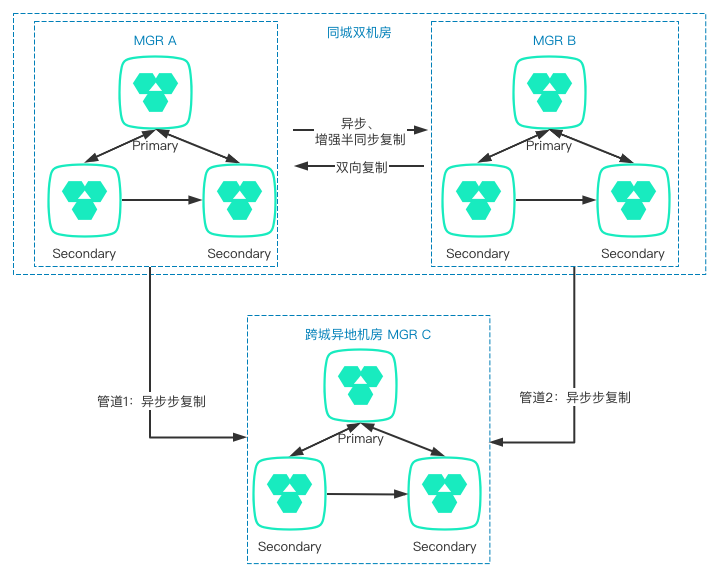 同城双机房
MGR A
MGR B
Primary
异步、
增强半同步复制
双向复制
Primary
Secondary
Secondary
Secondary
Secondary
跨城异地机房 MGR C
管道1：异步步复制
管道2：异步步复制
Primary
Secondary
Secondary